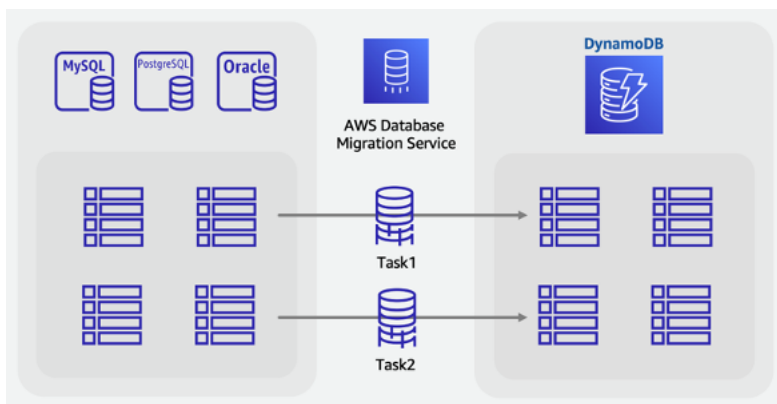 MySQL
PostgreSQL
Oracle
AWS Database
Migration Service
DynamoDB
Task1
Task2